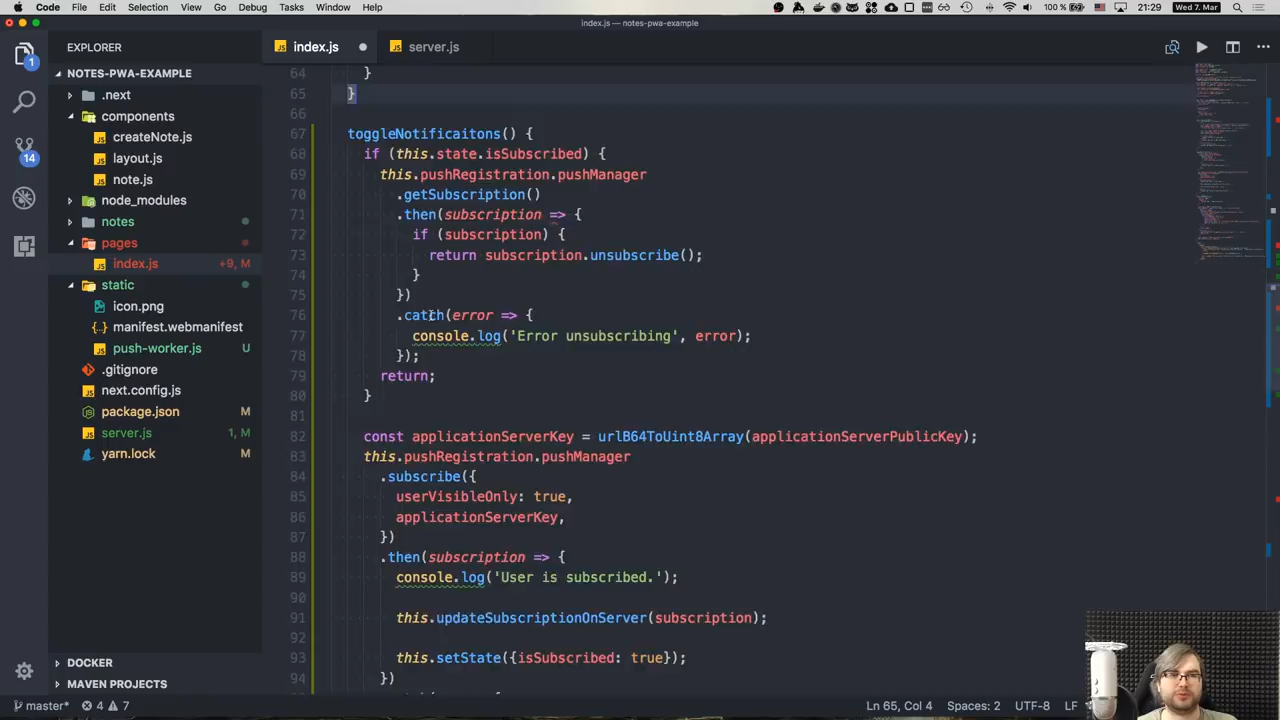 Code File Edit Selection View Go Debug Tasks Window Help 100 % 21:29 Wed 7. Mar
index.js — notes-pwa-example
EXPLORER
NOTES-PWA-EXAMPLE
.next
components
createNote.js
layout.js
note.js
node_modules
notes
pages
index.js +9, M
static
icon.png
manifest.webmanifest
push-worker.js U
.gitignore
next.config.js
package.json M
server.js 1, M
yarn.lock M
DOCKER
MAVEN PROJECTS
1
14
index.js
server.js
64 }
65 }
66
67 toggleNotificaitons() {
68 if (this.state.isSubscribed) {
69 this.pushRegistration.pushManager
70 .getSubscription()
71 .then(subscription => {
72 if (subscription) {
73 return subscription.unsubscribe();
74 }
75 })
76 .catch(error => {
77 console.log('Error unsubscribing', error);
78 });
79 return;
80 }
81
82 const applicationServerKey = urlB64ToUint8Array(applicationServerPublicKey);
83 this.pushRegistration.pushManager
84 .subscribe({
85 userVisibleOnly: true,
86 applicationServerKey,
87 })
88 .then(subscription => {
89 console.log('User is subscribed.');
90
91 this.updateSubscriptionOnServer(subscription);
92
93 this.setState({isSubscribed: true});
94 })
master* 4 7 Ln 65, Col 4 Spaces: 2 UTF-8 LF